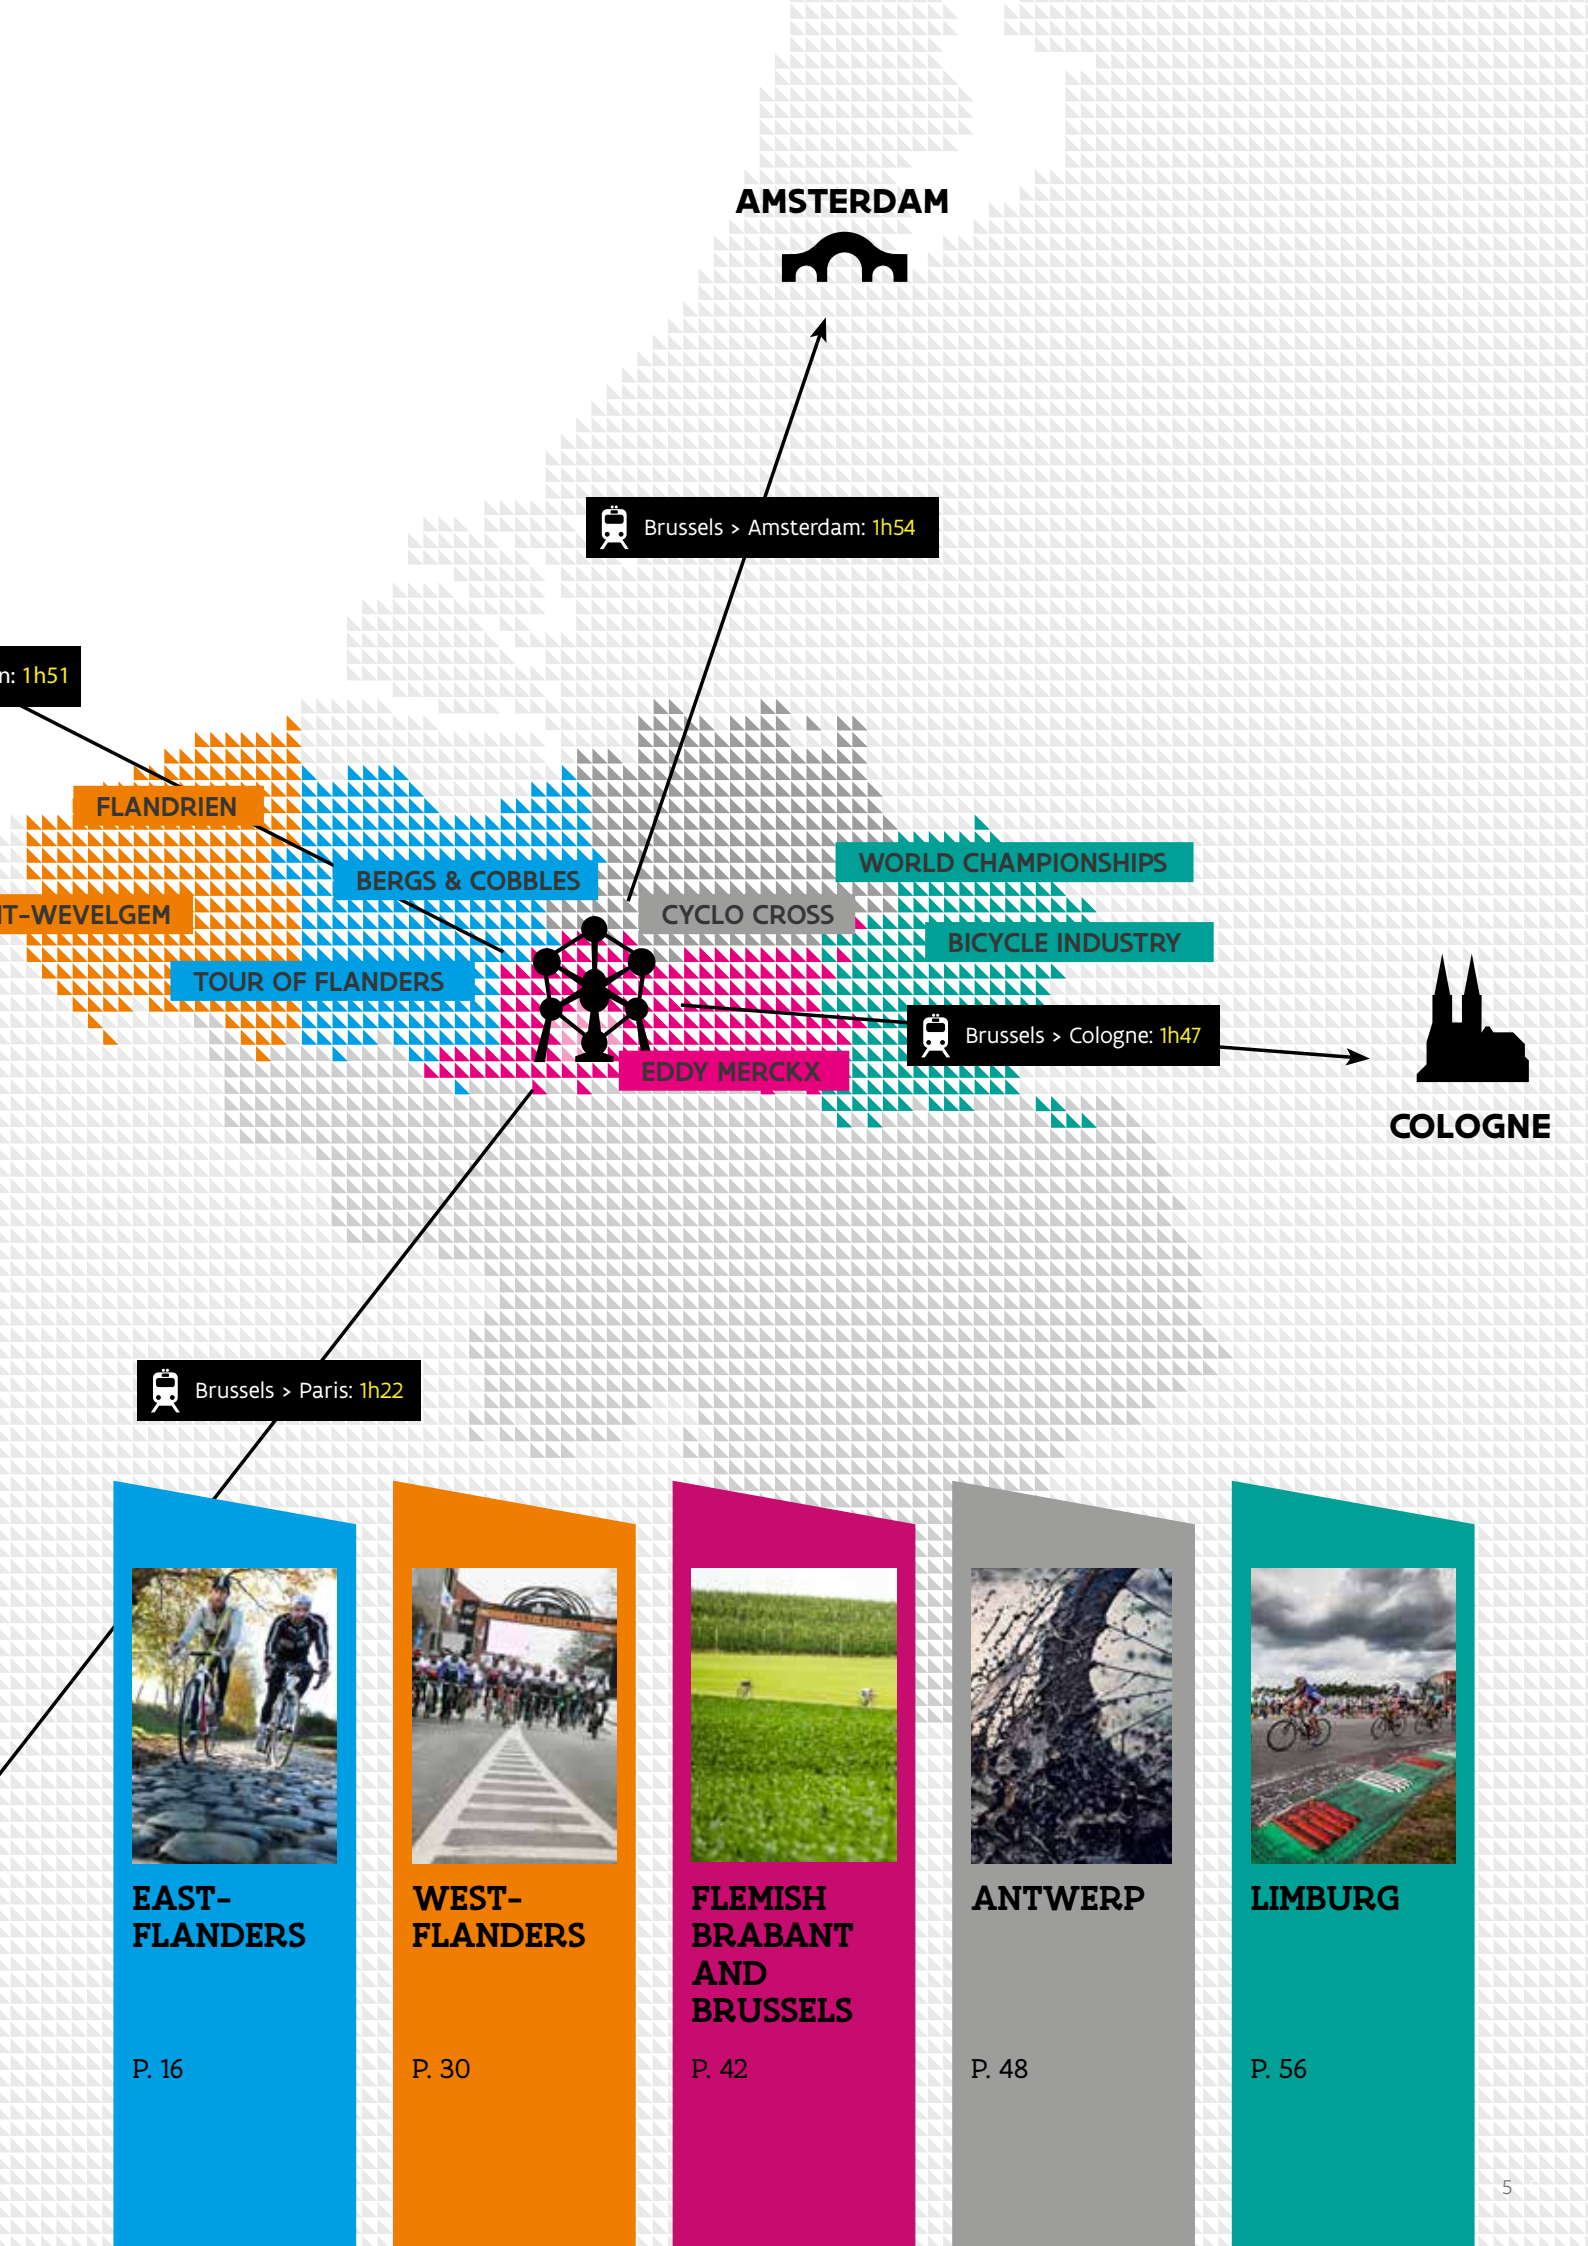 AMSTERDAM
Brussels > Amsterdam: 1h54
n: 1h51
FLANDRIEN
WORLD CHAMPIONSHIPS
BERGS & COBBLES
IT-WEVELGEM
CYCLO CROSS
BICYCLE INDUSTRY
TOUR OF FLANDERS
Brussels > Cologne: 1h47
EDDY MERCKX
COLOGNE
Brussels > Paris: 1h22
EAST-
FLANDERS
P. 16
WEST-
FLANDERS
P. 30
FLEMISH
BRABANT
AND
BRUSSELS
P. 42
ANTWERP
P. 48
LIMBURG
P. 56
5